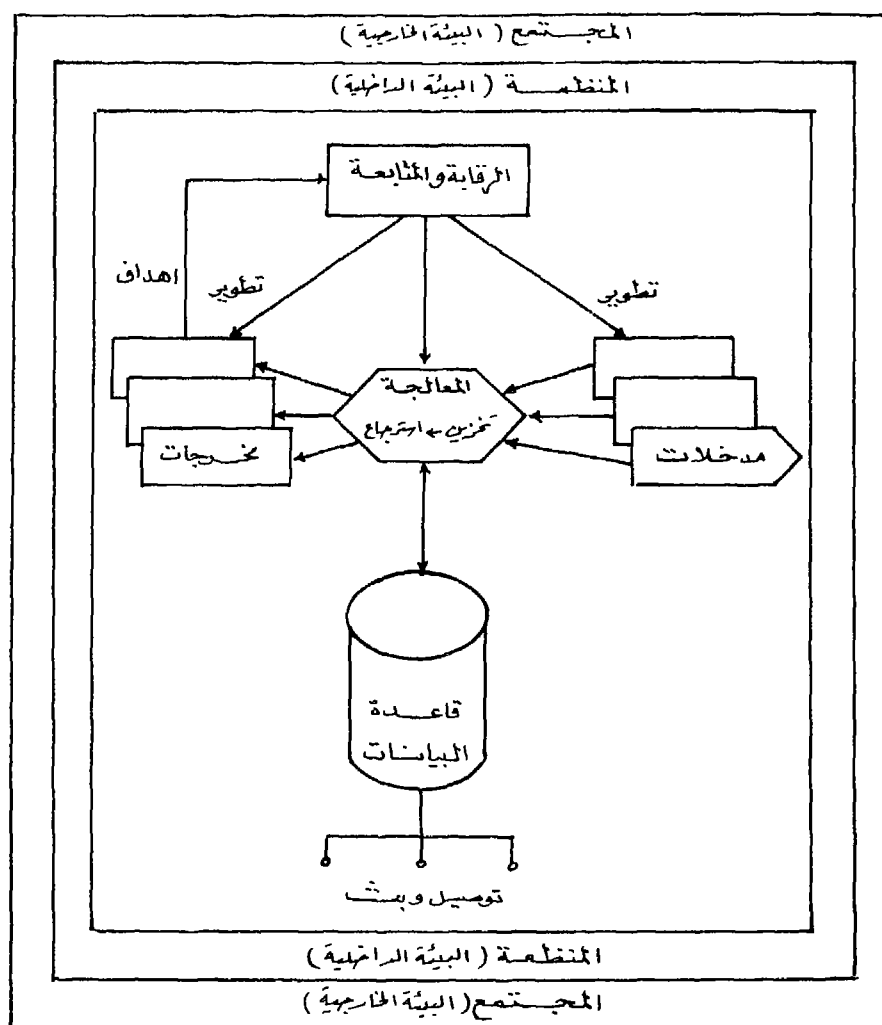 المجتمع (البيئة الخارجية)
المنظمة (البيئة الداخلية)
الرقابة والمتابعة
اهداف
تطوير
تطوير
المعالجة
تخزين ← استرجاع
مدخلات
مخرجات
قاعدة
البيانات
توصيل وبث
المنظمة (البيئة الداخلية)
المجتمع (البيئة الخارجية)